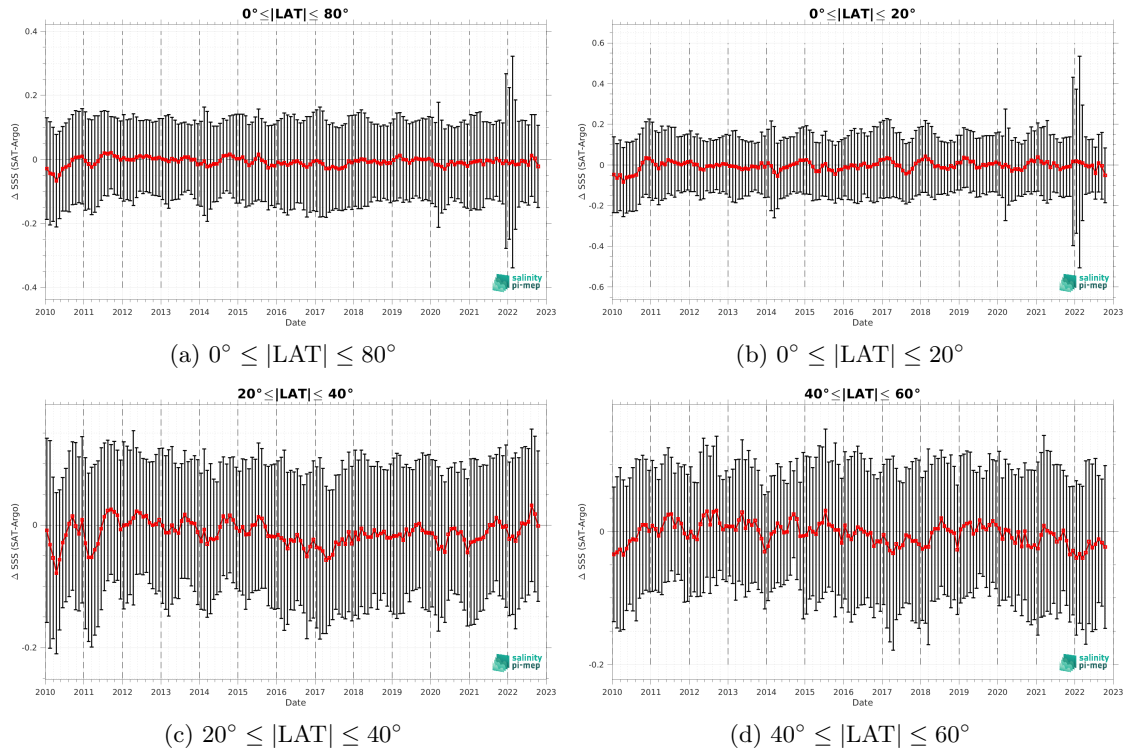 0°≤|LAT|≤ 80°
Δ SSS (SAT-Argo)
0.4
0.2
0
-0.2
-0.4
2010 2011 2012 2013 2014 2015 2016 2017 2018 2019 2020 2021 2022 2023
Date
salinity
pi-mep
(a) 0° ≤ |LAT| ≤ 80°
0°≤|LAT|≤ 20°
Δ SSS (SAT-Argo)
0.6
0.4
0.2
0
-0.2
-0.4
-0.6
2010 2011 2012 2013 2014 2015 2016 2017 2018 2019 2020 2021 2022 2023
Date
salinity
pi-mep
(b) 0° ≤ |LAT| ≤ 20°
20°≤|LAT|≤ 40°
Δ SSS (SAT-Argo)
0
-0.2
2010 2011 2012 2013 2014 2015 2016 2017 2018 2019 2020 2021 2022 2023
Date
salinity
pi-mep
(c) 20° ≤ |LAT| ≤ 40°
40°≤|LAT|≤ 60°
Δ SSS (SAT-Argo)
0
-0.2
2010 2011 2012 2013 2014 2015 2016 2017 2018 2019 2020 2021 2022 2023
Date
salinity
pi-mep
(d) 40° ≤ |LAT| ≤ 60°